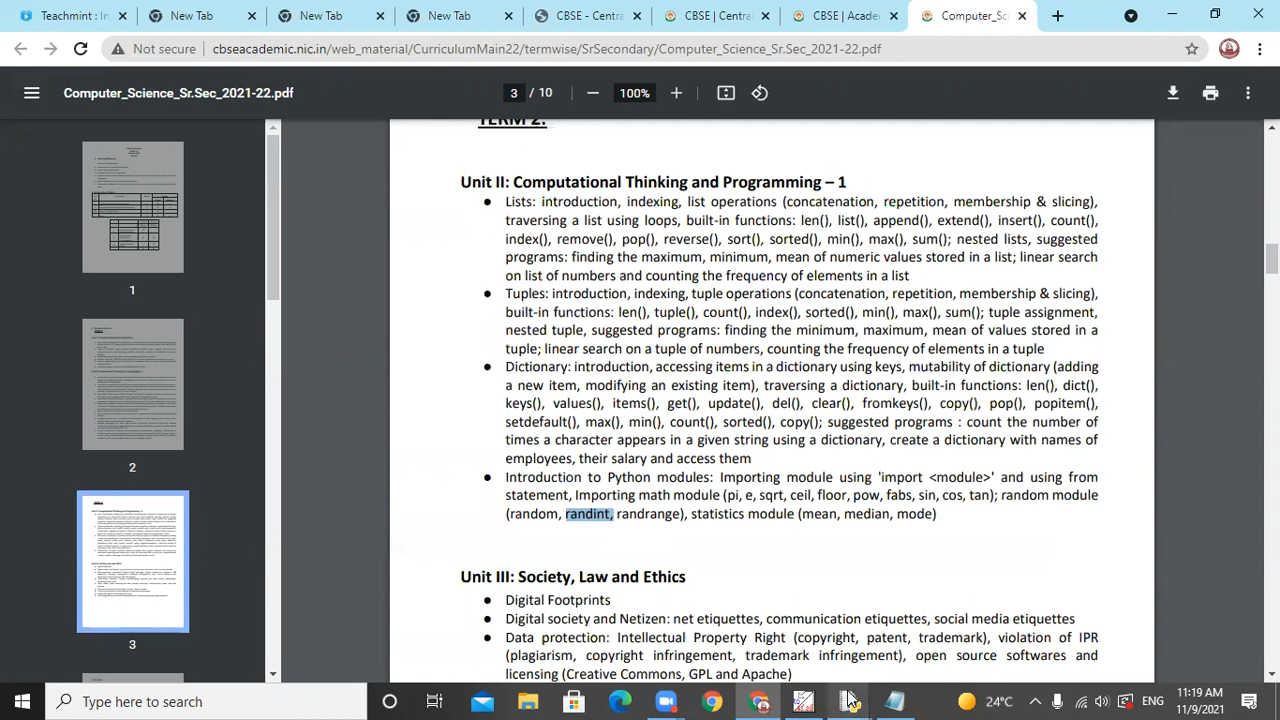 Teachmint: In
New Tab
New Tab
New Tab
CBSE - Centra
CBSE | Central
CBSE | Acader
Computer_Sci
Not secure | cbseacademic.nic.in/web_material/CurriculumMain22/termwise/SrSecondary/Computer_Science_Sr.Sec_2021-22.pdf
Computer_Science_Sr.Sec_2021-22.pdf
3 / 10
100%
1
2
3
TERM 2:
Unit II: Computational Thinking and Programming – 1
● Lists: introduction, indexing, list operations (concatenation, repetition, membership & slicing),
traversing a list using loops, built-in functions: len(), list(), append(), extend(), insert(), count(),
index(), remove(), pop(), reverse(), sort(), sorted(), min(), max(), sum(); nested lists, suggested
programs: finding the maximum, minimum, mean of numeric values stored in a list; linear search
on list of numbers and counting the frequency of elements in a list
● Tuples: introduction, indexing, tuple operations (concatenation, repetition, membership & slicing),
built-in functions: len(), tuple(), count(), index(), sorted(), min(), max(), sum(); tuple assignment,
nested tuple, suggested programs: finding the minimum, maximum, mean of values stored in a
tuple; linear search on a tuple of numbers, counting the frequency of elements in a tuple
● Dictionary: introduction, accessing items in a dictionary using keys, mutability of dictionary (adding
a new item, modifying an existing item), traversing a dictionary, built-in functions: len(), dict(),
keys(), values(), items(), get(), update(), del(), clear(), fromkeys(), copy(), pop(), popitem(),
setdefault(), max(), min(), count(), sorted(), copy(); suggested programs : count the number of
times a character appears in a given string using a dictionary, create a dictionary with names of
employees, their salary and access them
● Introduction to Python modules: Importing module using 'import <module>' and using from
statement, Importing math module (pi, e, sqrt, ceil, floor, pow, fabs, sin, cos, tan); random module
(random, randint, randrange), statistics module (mean, median, mode)
Unit III: Society, Law and Ethics
● Digital Footprints
● Digital society and Netizen: net etiquettes, communication etiquettes, social media etiquettes
● Data protection: Intellectual Property Right (copyright, patent, trademark), violation of IPR
(plagiarism, copyright infringement, trademark infringement), open source softwares and
licensing (Creative Commons, GPL and Apache)
Type here to search
24°C
ENG
11:19 AM
11/9/2021